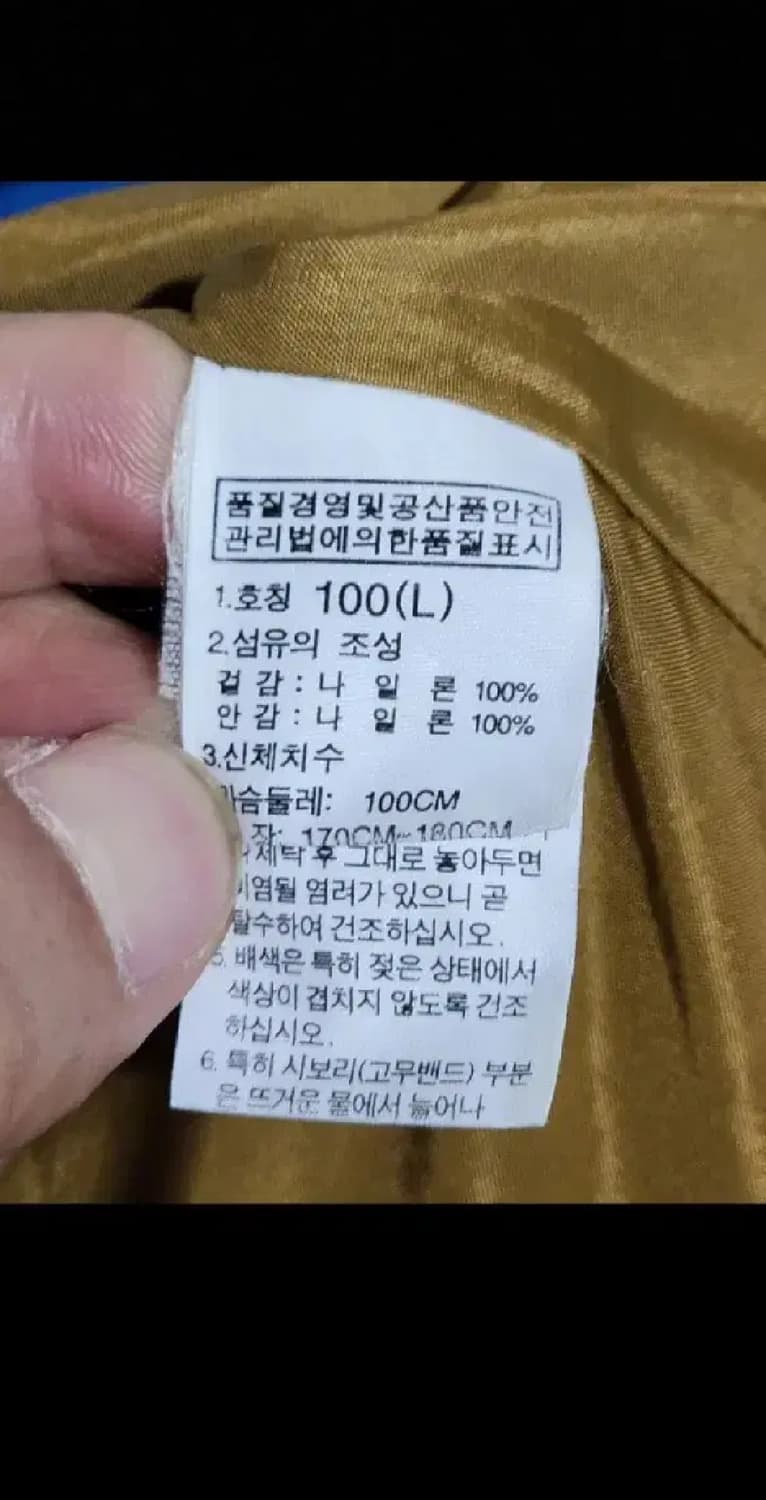 품질경영및공산품안전
관리법에의한품질표시
1.호칭 100(L)
2.섬유의 조성
겉 감 : 나 일 론 100%
안 감 : 나 일 론 100%
3.신체치수
가슴둘레: 100CM
장: 170CM~180CM
세탁 후 그대로 놓아두면
이염될 염려가 있으니 곧
탈수하여 건조하십시오.
5. 배색은 특히 젖은 상태에서
색상이 겹치지 않도록 건조
하십시오.
6. 특히 시보리(고무밴드) 부분
은 뜨거운 물에서 늘어나